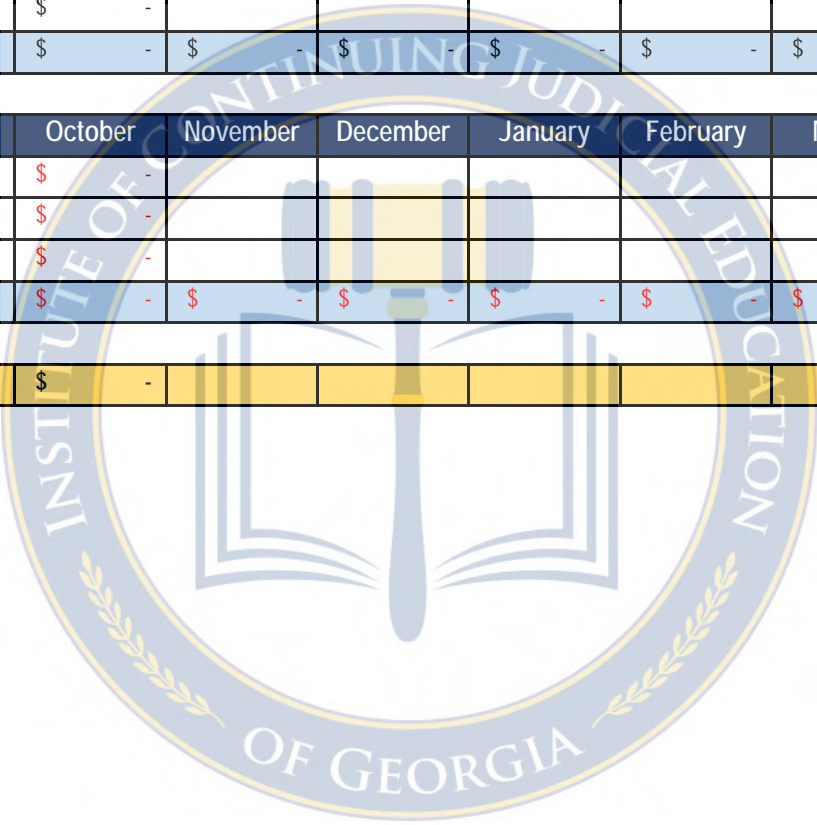 $ -
$ - $ - $ - $ - $ - $
October November December January February
$ -
$ -
$ -
$ - $ - $ - $ - $ - $
$ -
INSTITUTE OF CONTINUING JUDICIAL EDUCATION
OF GEORGIA